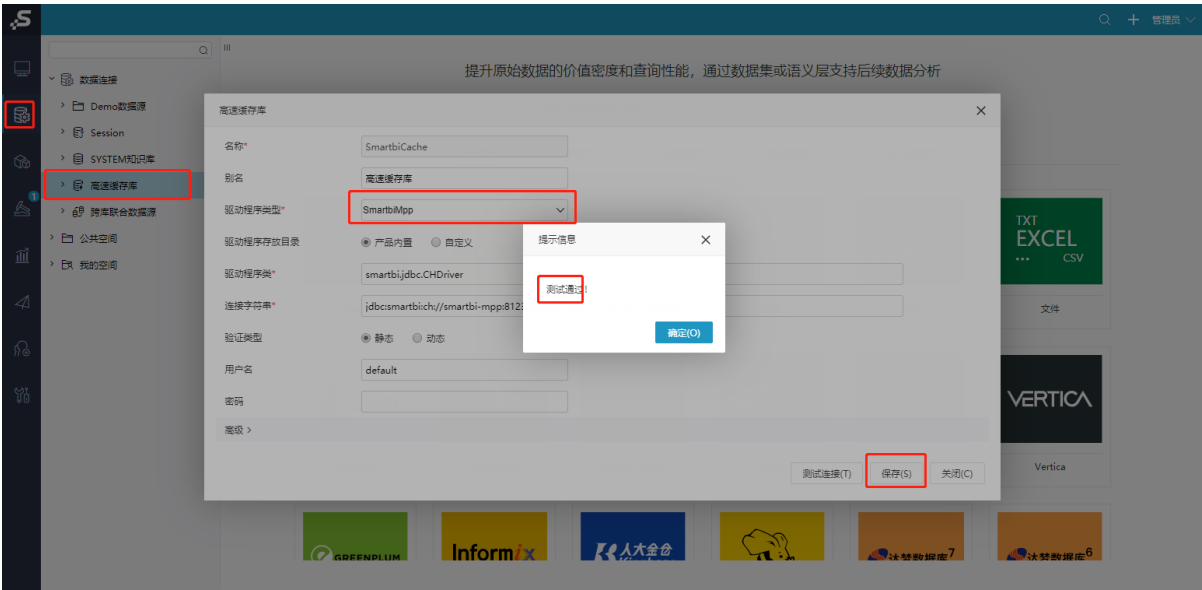 S
管理员
数据连接
Demo数据源
Session
SYSTEM知识库
高速缓存库
跨库联合数据源
公共空间
我的空间
1
提升原始数据的价值密度和查询性能，通过数据集或语义层支持后续数据分析
高速缓存库
名称* SmartbiCache
别名 高速缓存库
驱动程序类型* SmartbiMpp
驱动程序存放目录 产品内置 自定义
驱动程序类* smartbi.jdbc.CHDriver
连接字符串* jdbc:smartbi:ch://smartbi-mpp:812
验证类型 静态 动态
用户名 default
密码
高级
测试连接(T) 保存(S) 关闭(C)
提示信息
测试通过!
确定(O)
TXT
EXCEL
... CSV
文件
VERTICA
Vertica
GREENPLUM
Informix
人大金仓
达梦数据库7
达梦数据库6